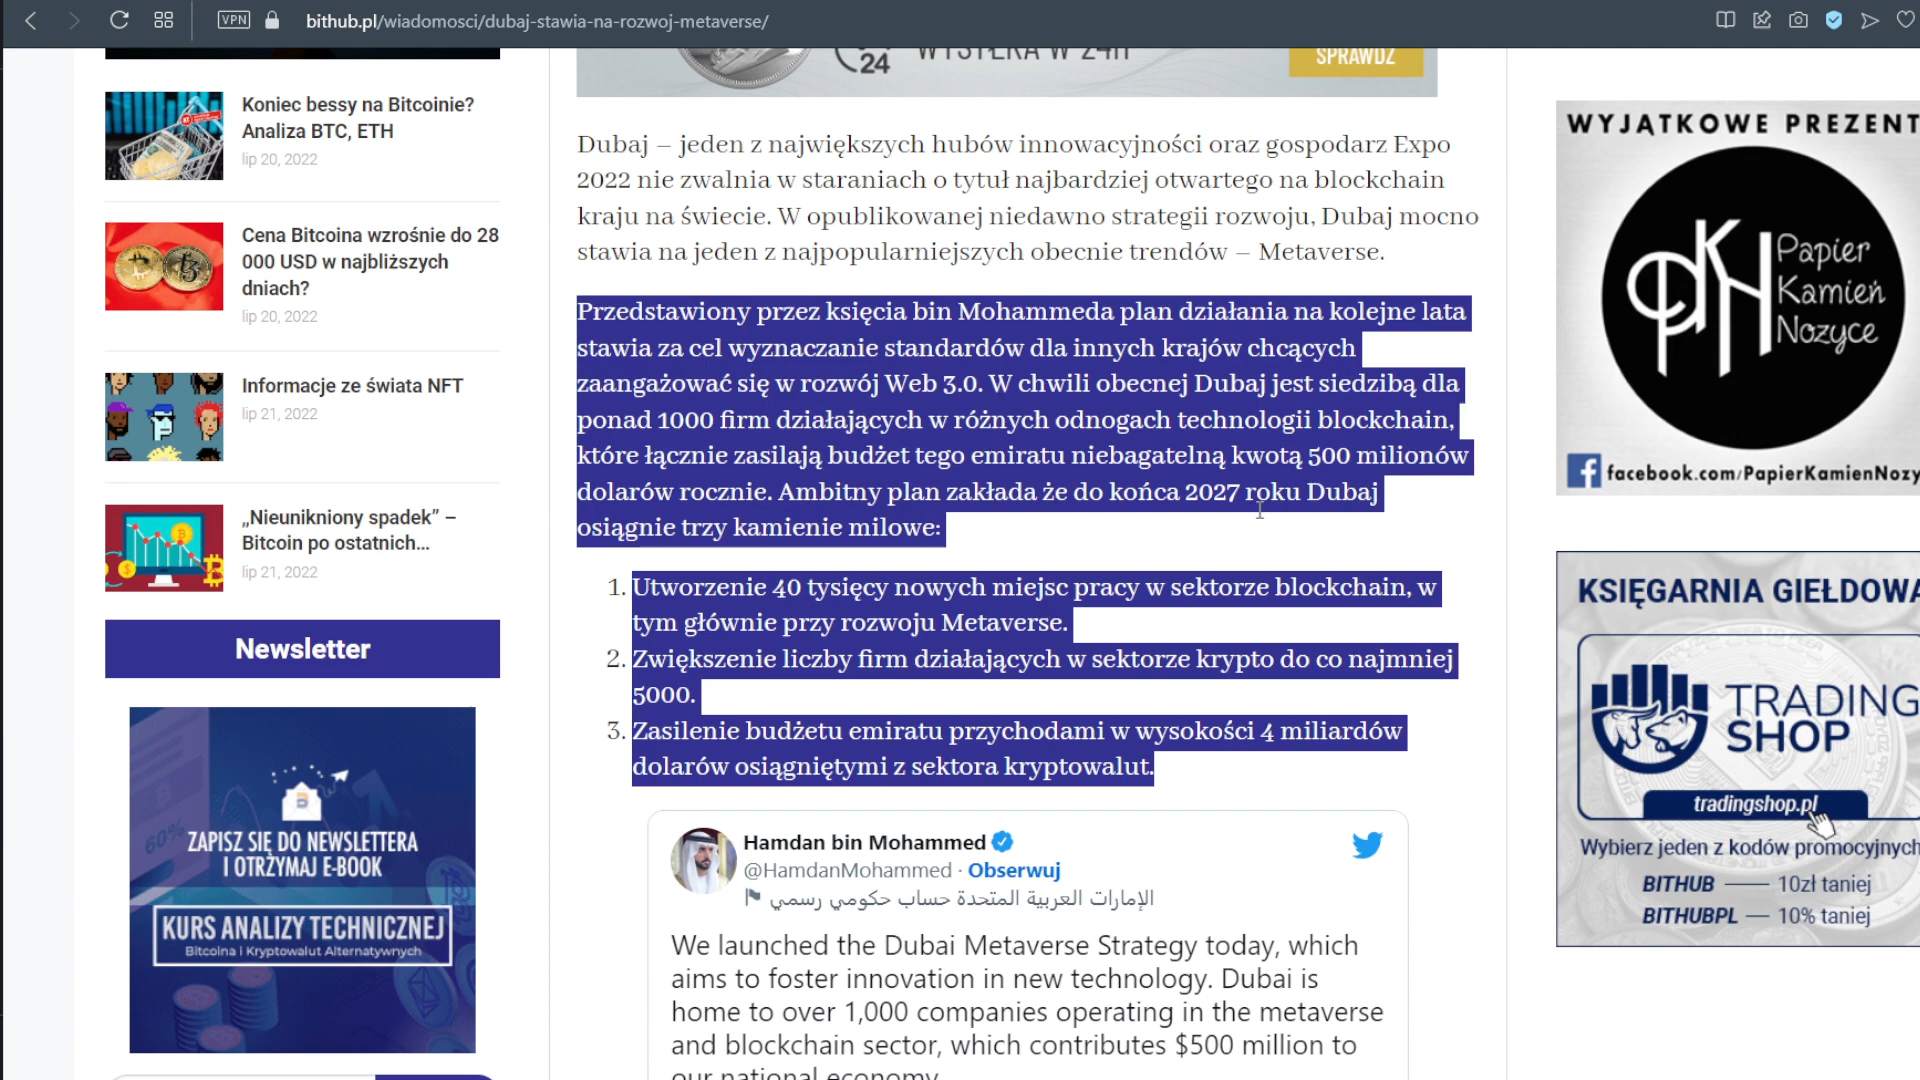 VPN
bithub.pl/wiadomosci/dubaj-stawia-na-rozwoj-metaverse/
Koniec bessy na Bitcoinie?
Analiza BTC, ETH
lip 20, 2022
Cena Bitcoina wzrośnie do 28
000 USD w najbliższych
dniach?
lip 20, 2022
Informacje ze świata NFT
lip 21, 2022
„Nieunikniony spadek” –
Bitcoin po ostatnich...
lip 21, 2022
Newsletter
60%
ZAPISZ SIĘ DO NEWSLETTERA
I OTRZYMAJ E-BOOK
KURS ANALIZY TECHNICZNEJ
Bitcoina i Kryptowalut Alternatywnych
24
WYSYŁKA W 24H
SPRAWDŹ
Dubaj – jeden z największych hubów innowacyjności oraz gospodarz Expo
2022 nie zwalnia w staraniach o tytuł najbardziej otwartego na blockchain
kraju na świecie. W opublikowanej niedawno strategii rozwoju, Dubaj mocno
stawia na jeden z najpopularniejszych obecnie trendów – Metaverse.
Przedstawiony przez księcia bin Mohammeda plan działania na kolejne lata
stawia za cel wyznaczanie standardów dla innych krajów chcących
zaangażować się w rozwój Web 3.0. W chwili obecnej Dubaj jest siedzibą dla
ponad 1000 firm działających w różnych odnogach technologii blockchain,
które łącznie zasilają budżet tego emiratu niebagatelną kwotą 500 milionów
dolarów rocznie. Ambitny plan zakłada że do końca 2027 roku Dubaj
osiągnie trzy kamienie milowe:
1. Utworzenie 40 tysięcy nowych miejsc pracy w sektorze blockchain, w
tym głównie przy rozwoju Metaverse.
2. Zwiększenie liczby firm działających w sektorze krypto do co najmniej
5000.
3. Zasilenie budżetu emiratu przychodami w wysokości 4 miliardów
dolarów osiągniętymi z sektora kryptowalut.
Hamdan bin Mohammed
@HamdanMohammed · Obserwuj
الإمارات العربية المتحدة حساب حكومي رسمي
We launched the Dubai Metaverse Strategy today, which
aims to foster innovation in new technology. Dubai is
home to over 1,000 companies operating in the metaverse
and blockchain sector, which contributes $500 million to
our national economy
WYJĄTKOWE PREZENT
PKN
Papier
Kamień
Nożyce
facebook.com/PapierKamienNozy
KSIĘGARNIA GIEŁDOWA
TRADING
SHOP
tradingshop.pl
Wybierz jeden z kodów promocyjnych
BITHUB — 10zł taniej
BITHUBPL — 10% taniej